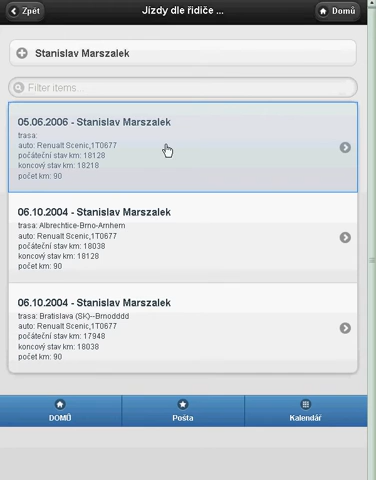 Zpět
Jízdy dle řidiče ...
Domů
Stanislav Marszalek
Filter items...
05.06.2006 - Stanislav Marszalek
trasa:
auto: Renualt Scenic,1T0677
počáteční stav km: 18128
koncový stav km: 18218
počet km: 90
06.10.2004 - Stanislav Marszalek
trasa: Albrechtice-Brno-Arnhem
auto: Renualt Scenic,1T0677
počáteční stav km: 18038
koncový stav km: 18128
počet km: 90
06.10.2004 - Stanislav Marszalek
trasa: Bratislava (SK)--Brnodddd
auto: Renualt Scenic,1T0677
počáteční stav km: 17948
koncový stav km: 18038
počet km: 90
DOMŮ
Pošta
Kalendář